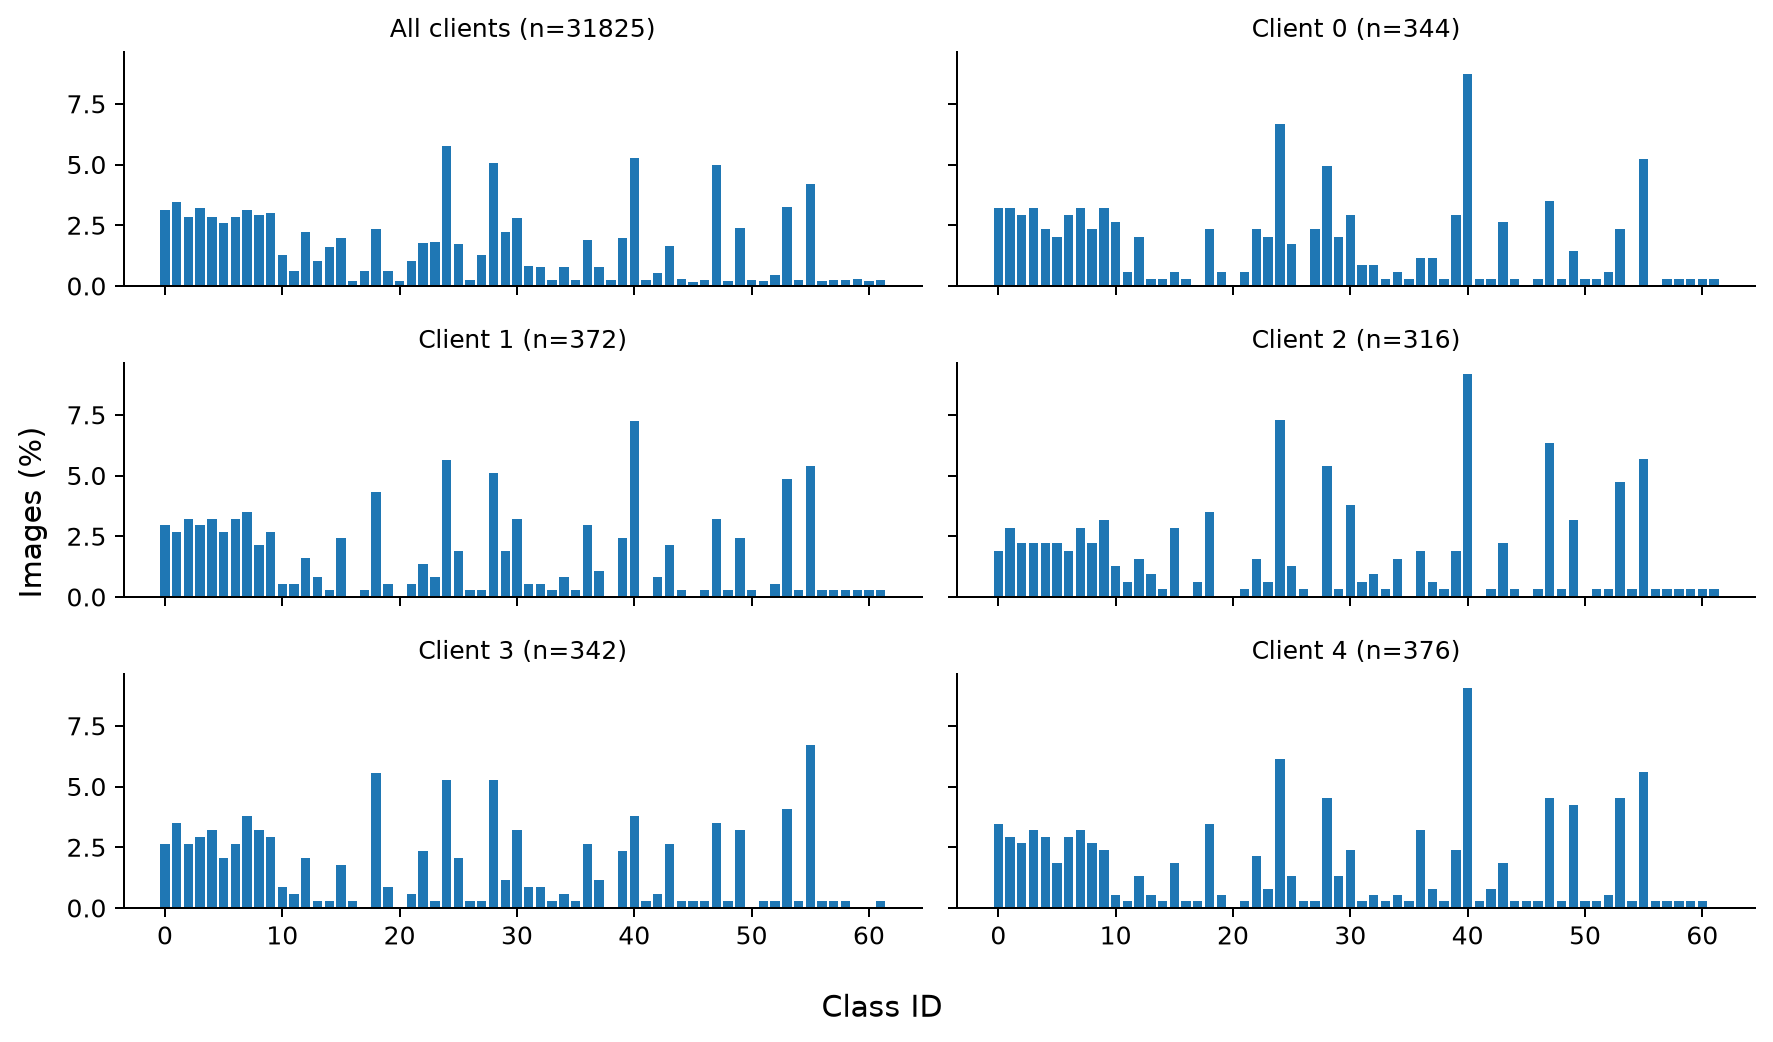 All clients (n=31825)
Client 0 (n=344)
7.5
5.0
2.5
0.0
Client 1 (n=372)
Client 2 (n=316)
7.5
5.0
2.5
0.0
Client 3 (n=342)
Client 4 (n=376)
7.5
5.0
2.5
0.0
0 10 20 30 40 50 60
0 10 20 30 40 50 60
Images (%)
Class ID